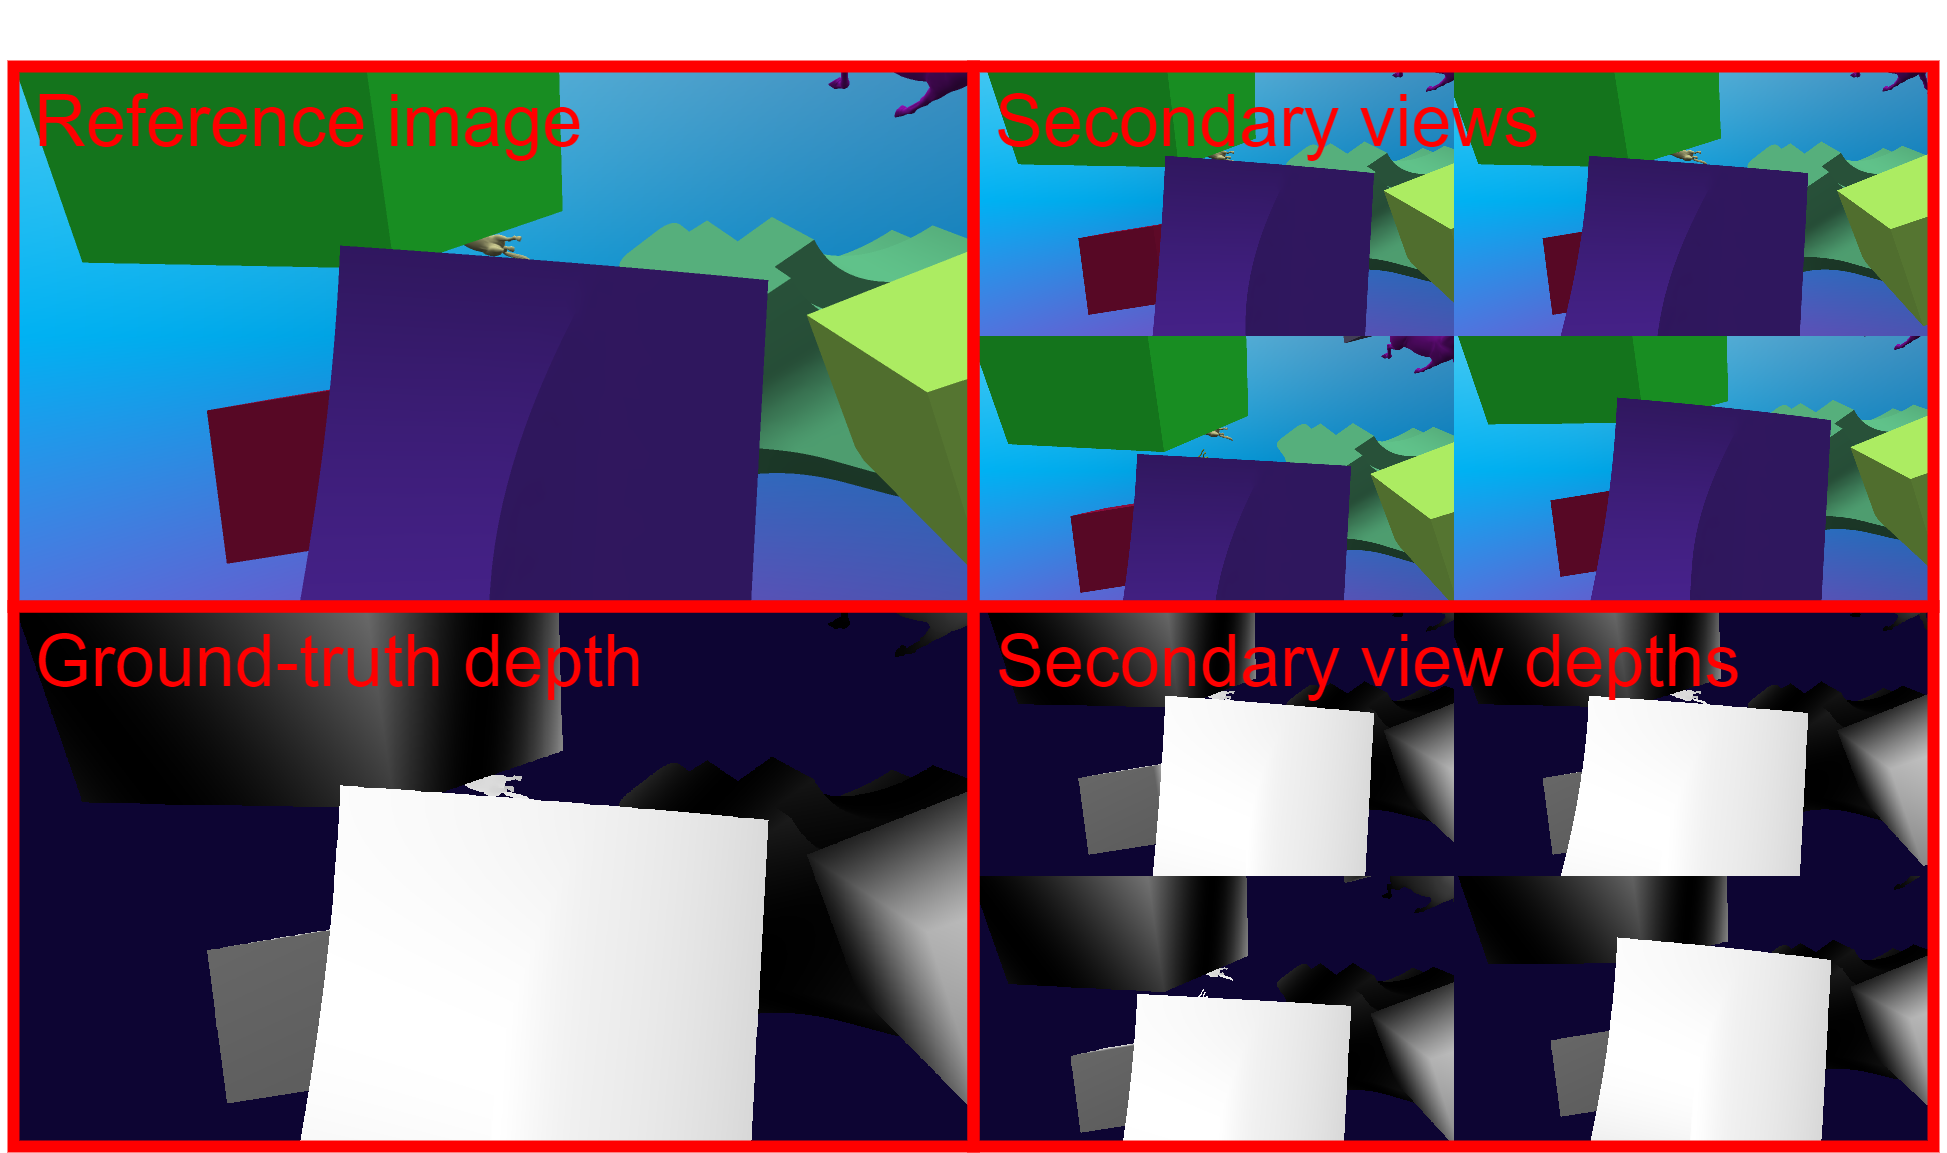 Reference image
Secondary views
Ground-truth depth
Secondary view depths